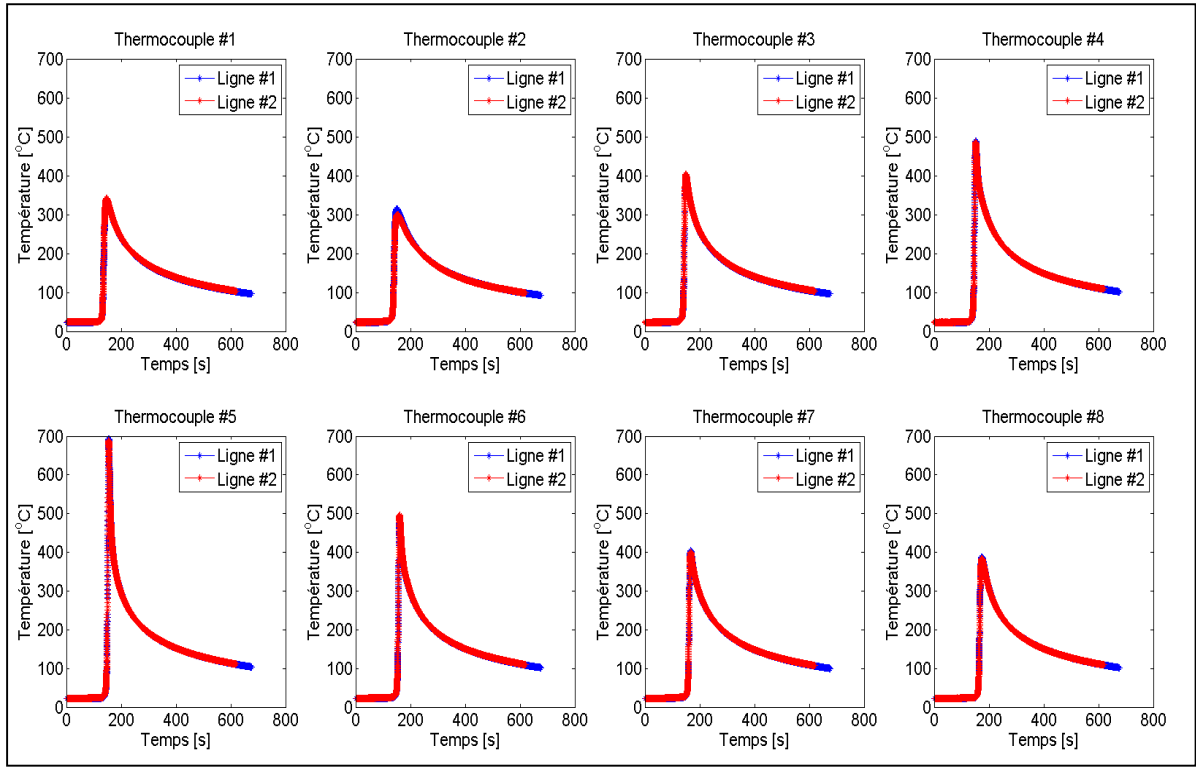 Thermocouple #1
Température [°C]
700
600
500
400
300
200
100
0
Ligne #1
Ligne #2
0 200 400 600 800
Temps [s]
Thermocouple #2
Température [°C]
700
600
500
400
300
200
100
0
Ligne #1
Ligne #2
0 200 400 600 800
Temps [s]
Thermocouple #3
Température [°C]
700
600
500
400
300
200
100
0
Ligne #1
Ligne #2
0 200 400 600 800
Temps [s]
Thermocouple #4
Température [°C]
700
600
500
400
300
200
100
0
Ligne #1
Ligne #2
0 200 400 600 800
Temps [s]
Thermocouple #5
Température [°C]
700
600
500
400
300
200
100
0
Ligne #1
Ligne #2
0 200 400 600 800
Temps [s]
Thermocouple #6
Température [°C]
700
600
500
400
300
200
100
0
Ligne #1
Ligne #2
0 200 400 600 800
Temps [s]
Thermocouple #7
Température [°C]
700
600
500
400
300
200
100
0
Ligne #1
Ligne #2
0 200 400 600 800
Temps [s]
Thermocouple #8
Température [°C]
700
600
500
400
300
200
100
0
Ligne #1
Ligne #2
0 200 400 600 800
Temps [s]